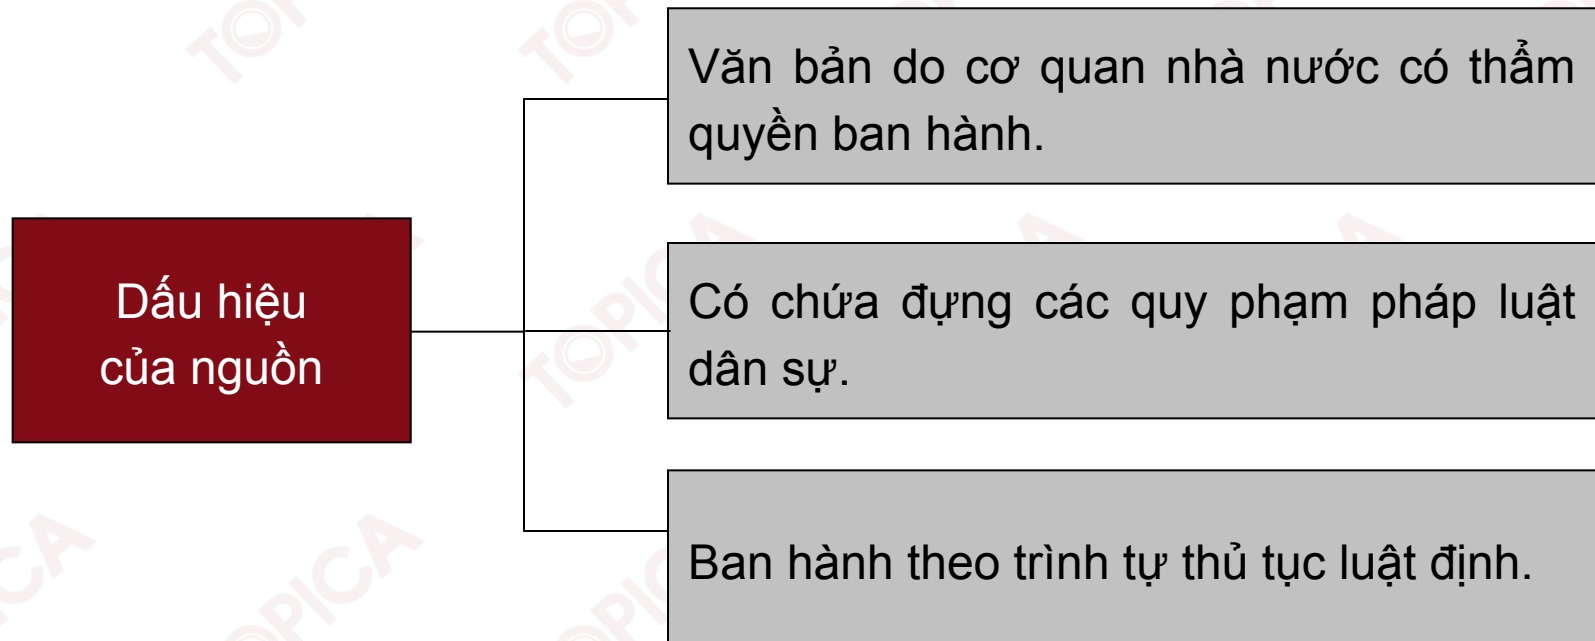 Văn bản do cơ quan nhà nước có thẩm
quyền ban hành.
Dấu hiệu
của nguồn
Có chứa đựng các quy phạm pháp luật
dân sự.
Ban hành theo trình tự thủ tục luật định.
TOPICA